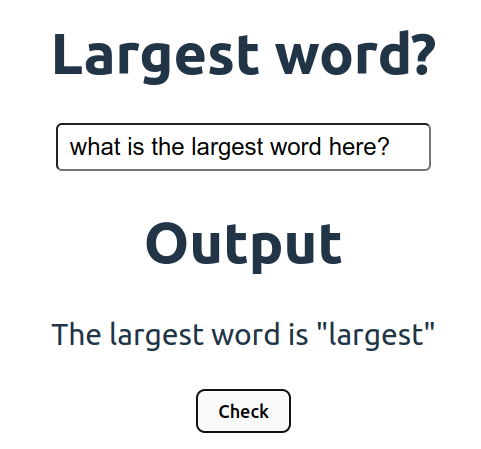 Largest word?
what is the largest word here?
Output
The largest word is "largest"
Check